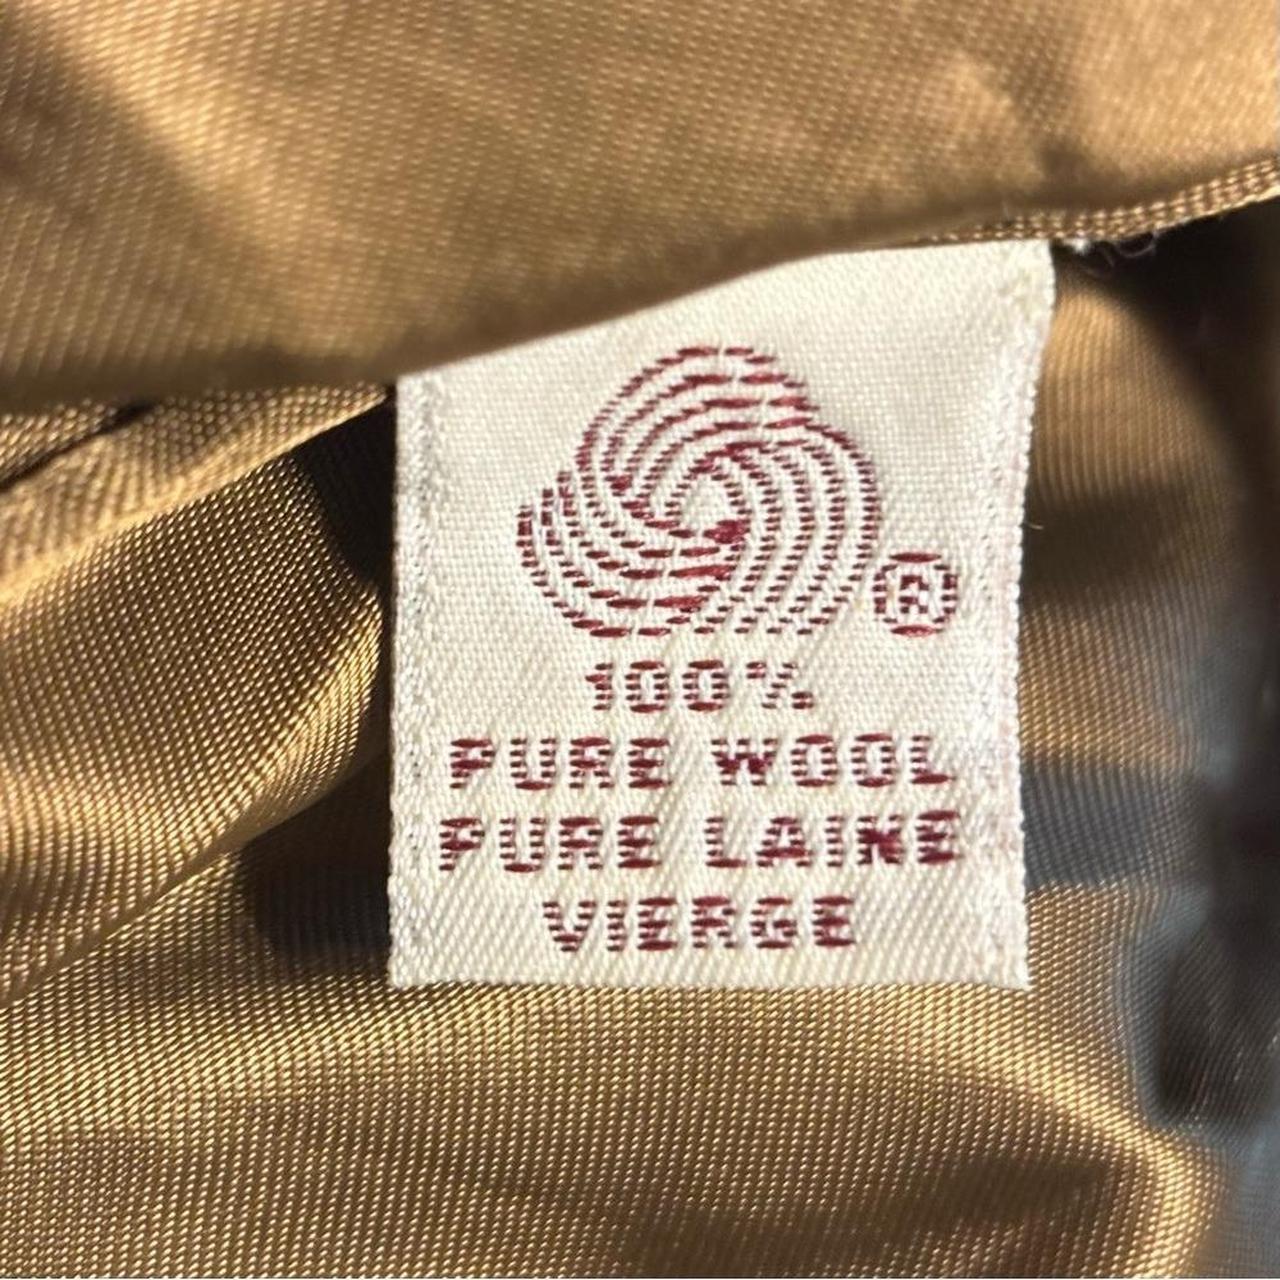 ®
100%
PURE WOOL
PURE LAINE
VIERGE